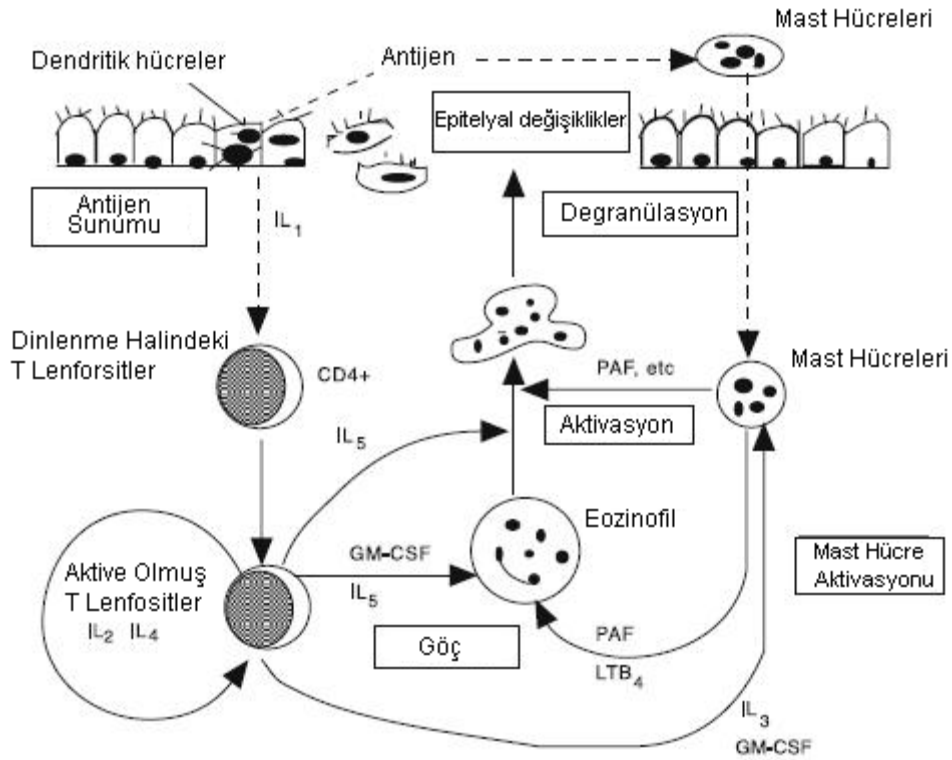 Mast Hücreleri
Dendritik hücreler
Antijen
Epitelyal değişiklikler
Antijen
Sunumu
IL1
Degranülasyon
Dinlenme Halindeki
T Lenforsitler
CD4+
PAF, etc
Mast Hücreleri
Aktivasyon
IL5
Eozinofil
GM-CSF
IL5
Mast Hücre
Aktivasyonu
Aktive Olmuş
T Lenfositler
IL2 IL4
Göç
PAF
LTB4
IL3
GM-CSF